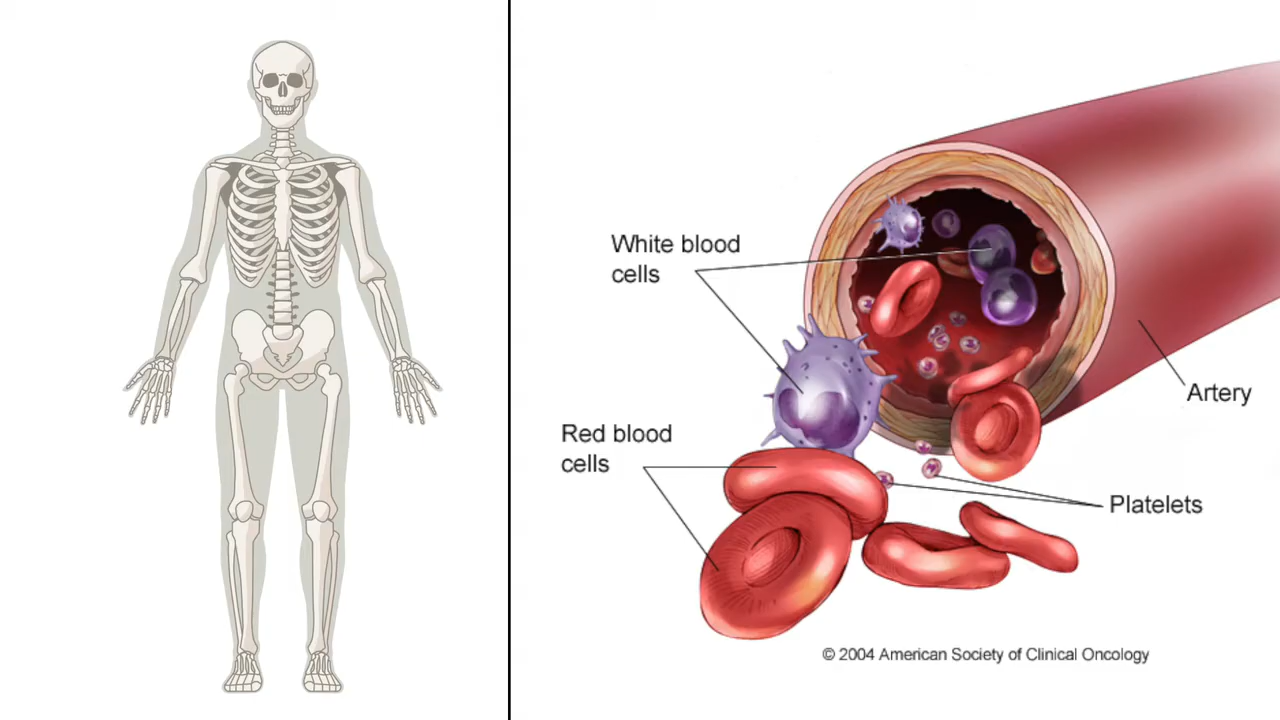 White blood
cells
Red blood
cells
Artery
Platelets
© 2004 American Society of Clinical Oncology